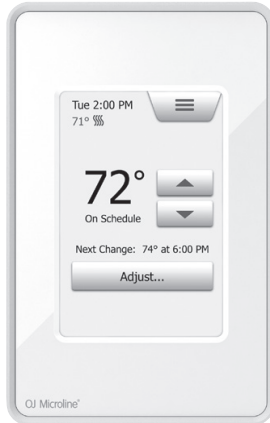 Tue 2:00 PM
71°
72°
On Schedule
Next Change: 74° at 6:00 PM
Adjust...
OJ Microline®